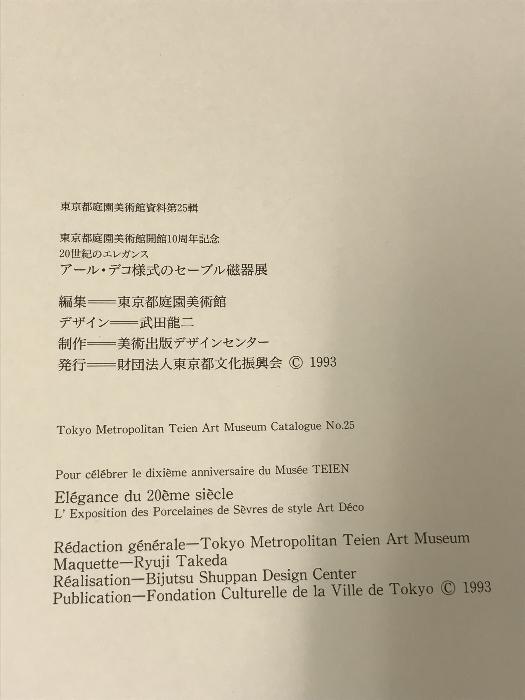 東京都庭園美術館資料第25輯
東京都庭園美術館開館10周年記念
20世紀のエレガンス
アール・デコ様式のセーブル磁器展
編集──東京都庭園美術館
デザイン──武田龍二
制作──美術出版デザインセンター
発行──財団法人東京都文化振興会 © 1993
Tokyo Metropolitan Teien Art Museum Catalogue No.25
Pour célébrer le dixième anniversaire du Musée TEIEN
Elégance du 20ème siècle
L' Exposition des Porcelaines de Sèvres de style Art Déco
Rédaction générale—Tokyo Metropolitan Teien Art Museum
Maquette—Ryuji Takeda
Réalisation—Bijutsu Shuppan Design Center
Publication—Fondation Culturelle de la Ville de Tokyo © 1993